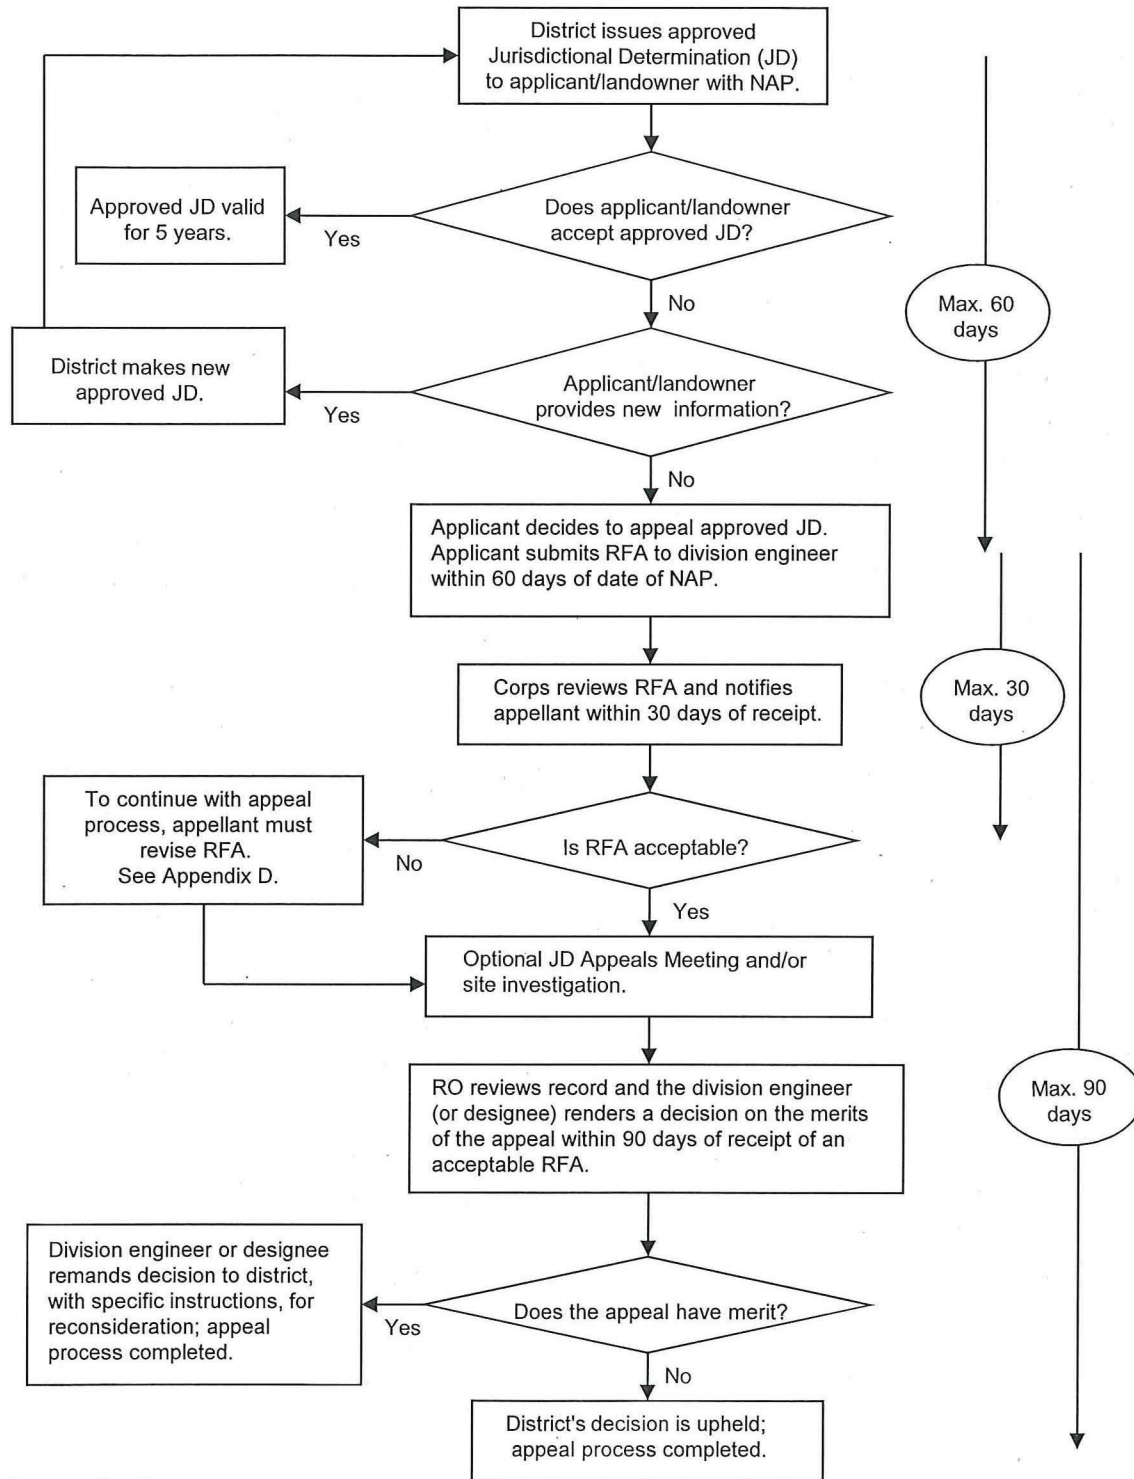 District issues approved
Jurisdictional Determination (JD)
to applicant/landowner with NAP.
Does applicant/landowner
accept approved JD?
Yes
Approved JD valid
for 5 years.
No
Max. 60
days
Applicant/landowner
provides new information?
Yes
District makes new
approved JD.
No
Applicant decides to appeal approved JD.
Applicant submits RFA to division engineer
within 60 days of date of NAP.
Corps reviews RFA and notifies
appellant within 30 days of receipt.
Max. 30
days
Is RFA acceptable?
No
To continue with appeal
process, appellant must
revise RFA.
See Appendix D.
Yes
Optional JD Appeals Meeting and/or
site investigation.
RO reviews record and the division engineer
(or designee) renders a decision on the merits
of the appeal within 90 days of receipt of an
acceptable RFA.
Max. 90
days
Does the appeal have merit?
Yes
Division engineer or designee
remands decision to district,
with specific instructions, for
reconsideration; appeal
process completed.
No
District's decision is upheld;
appeal process completed.